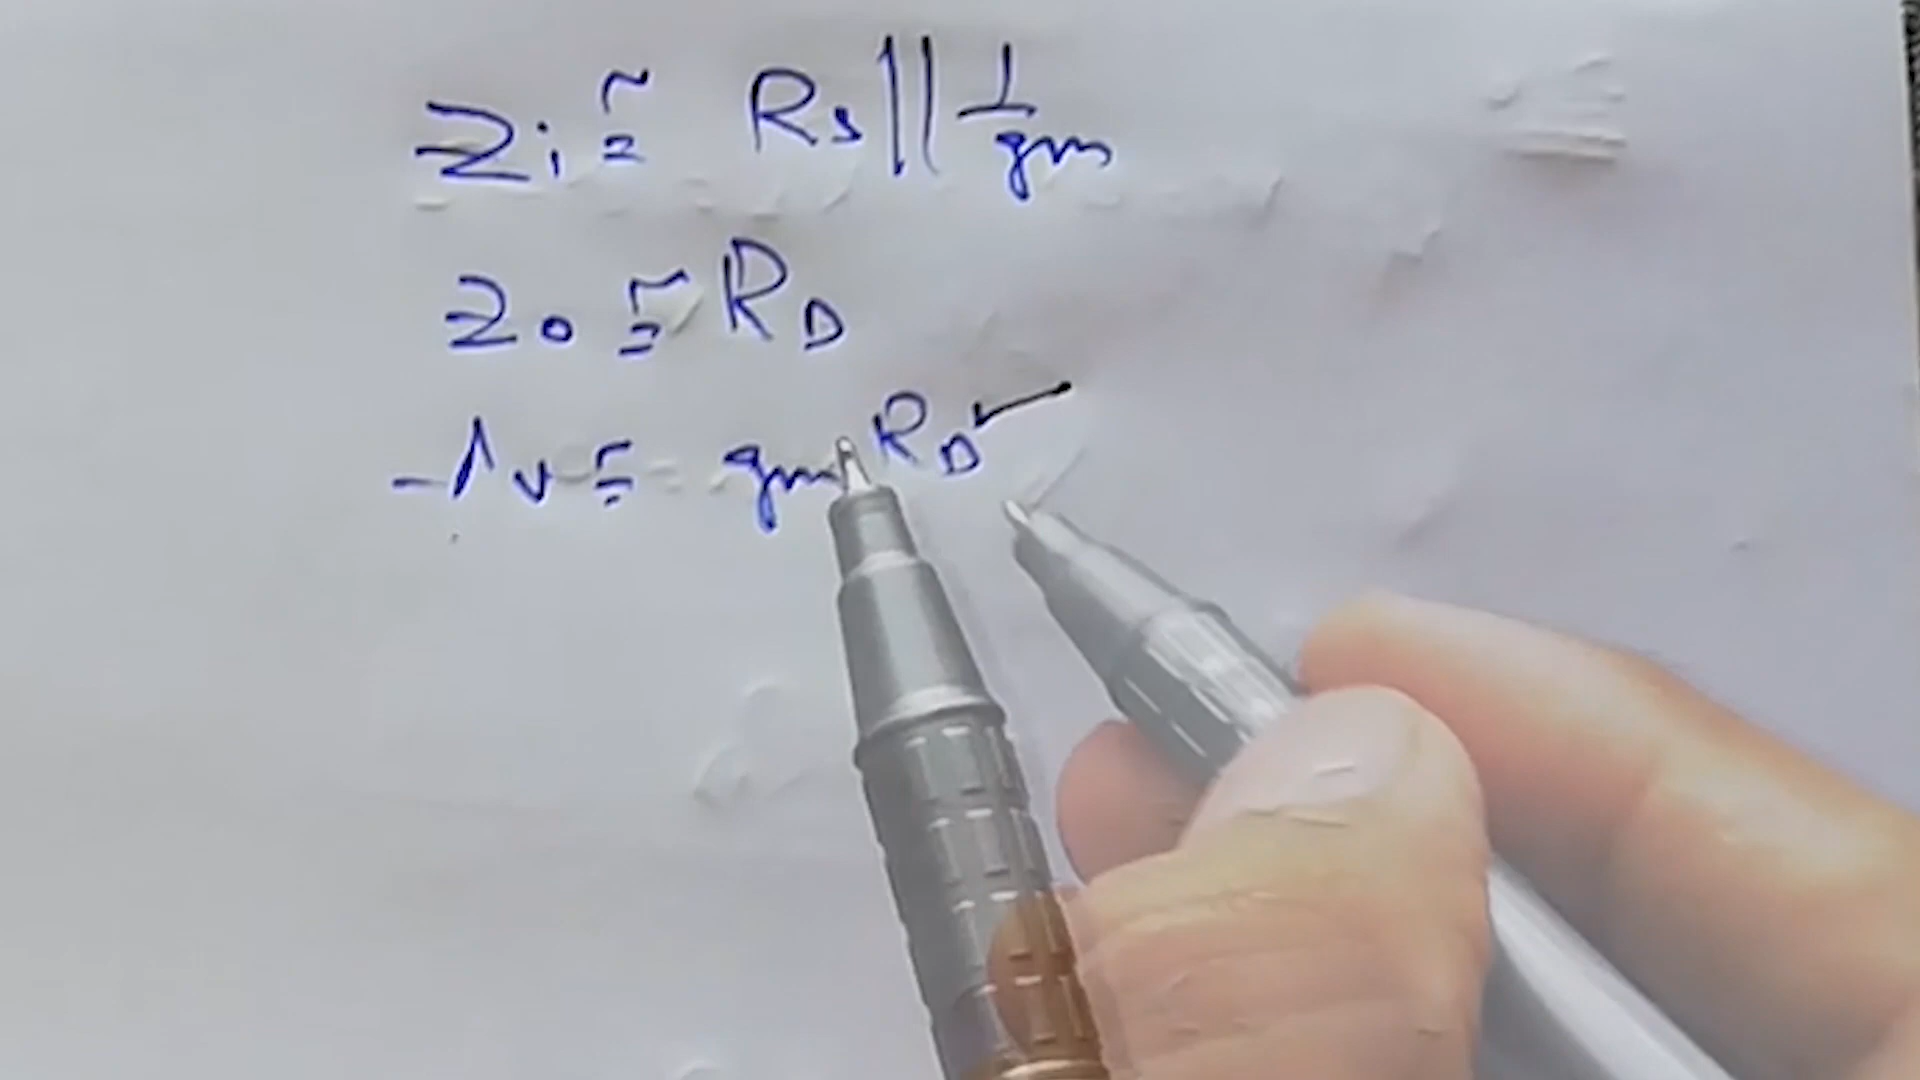 Zi ≅ Rs || 1/gm
Zo ≅ RD
Av ≅ gm RD ✓